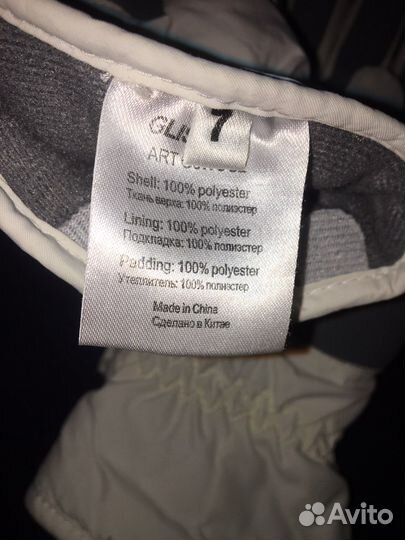 7
ART
Shell: 100% polyester
Ткань верха: 100% полиэстер
Lining: 100% polyester
Подкладка: 100% полиэстер
Padding: 100% polyester
Утеплитель: 100% полиэстер
Made in China
Сделано в Китае
Avito